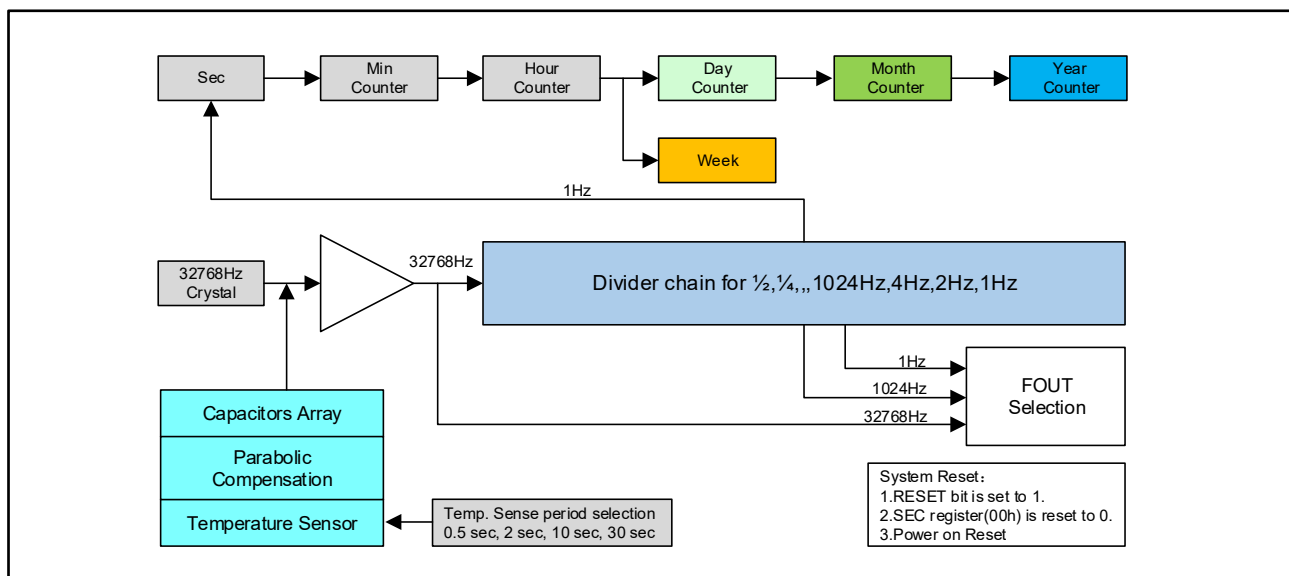 Sec
Min
Counter
Hour
Counter
Day
Counter
Month
Counter
Year
Counter
Week
1Hz
32768Hz
Crystal
32768Hz
Divider chain for ½,¼,,,1024Hz,4Hz,2Hz,1Hz
1Hz
1024Hz
32768Hz
FOUT
Selection
Capacitors Array
Parabolic
Compensation
Temperature Sensor
Temp. Sense period selection
0.5 sec, 2 sec, 10 sec, 30 sec
System Reset：
1.RESET bit is set to 1.
2.SEC register(00h) is reset to 0.
3.Power on Reset